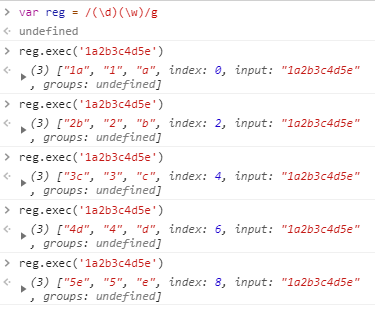 > var reg = /(\d)(\w)/g
undefined
> reg.exec('1a2b3c4d5e')
(3) ["1a", "1", "a", index: 0, input: "1a2b3c4d5e"
, groups: undefined]
> reg.exec('1a2b3c4d5e')
(3) ["2b", "2", "b", index: 2, input: "1a2b3c4d5e"
, groups: undefined]
> reg.exec('1a2b3c4d5e')
(3) ["3c", "3", "c", index: 4, input: "1a2b3c4d5e"
, groups: undefined]
> reg.exec('1a2b3c4d5e')
(3) ["4d", "4", "d", index: 6, input: "1a2b3c4d5e"
, groups: undefined]
> reg.exec('1a2b3c4d5e')
(3) ["5e", "5", "e", index: 8, input: "1a2b3c4d5e"
, groups: undefined]